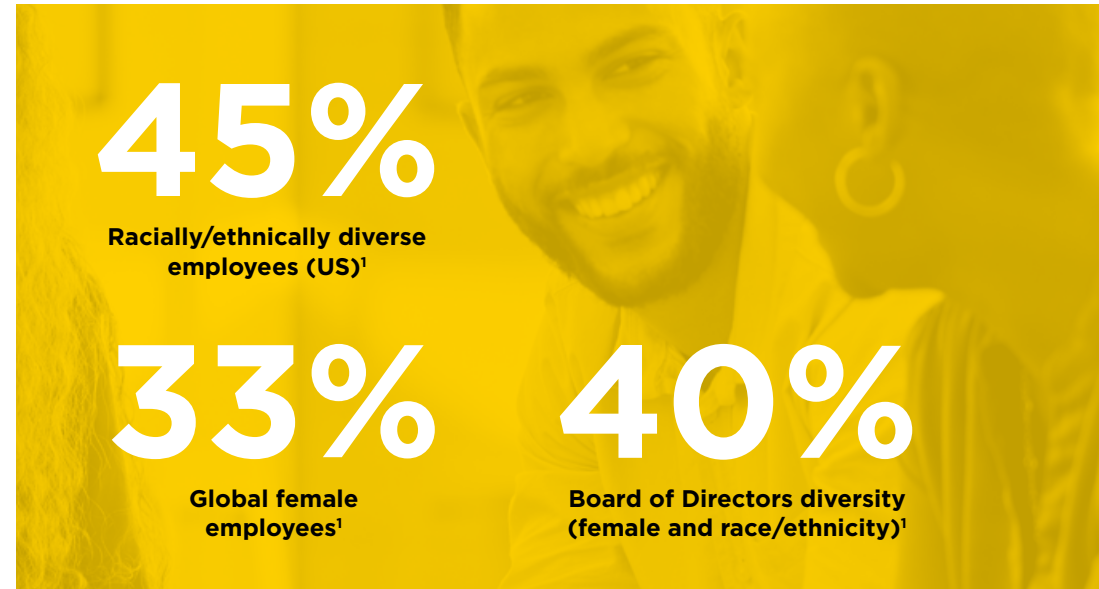 45%
Racially/ethnically diverse
employees (US)¹
33%
Global female
employees¹
40%
Board of Directors diversity
(female and race/ethnicity)¹